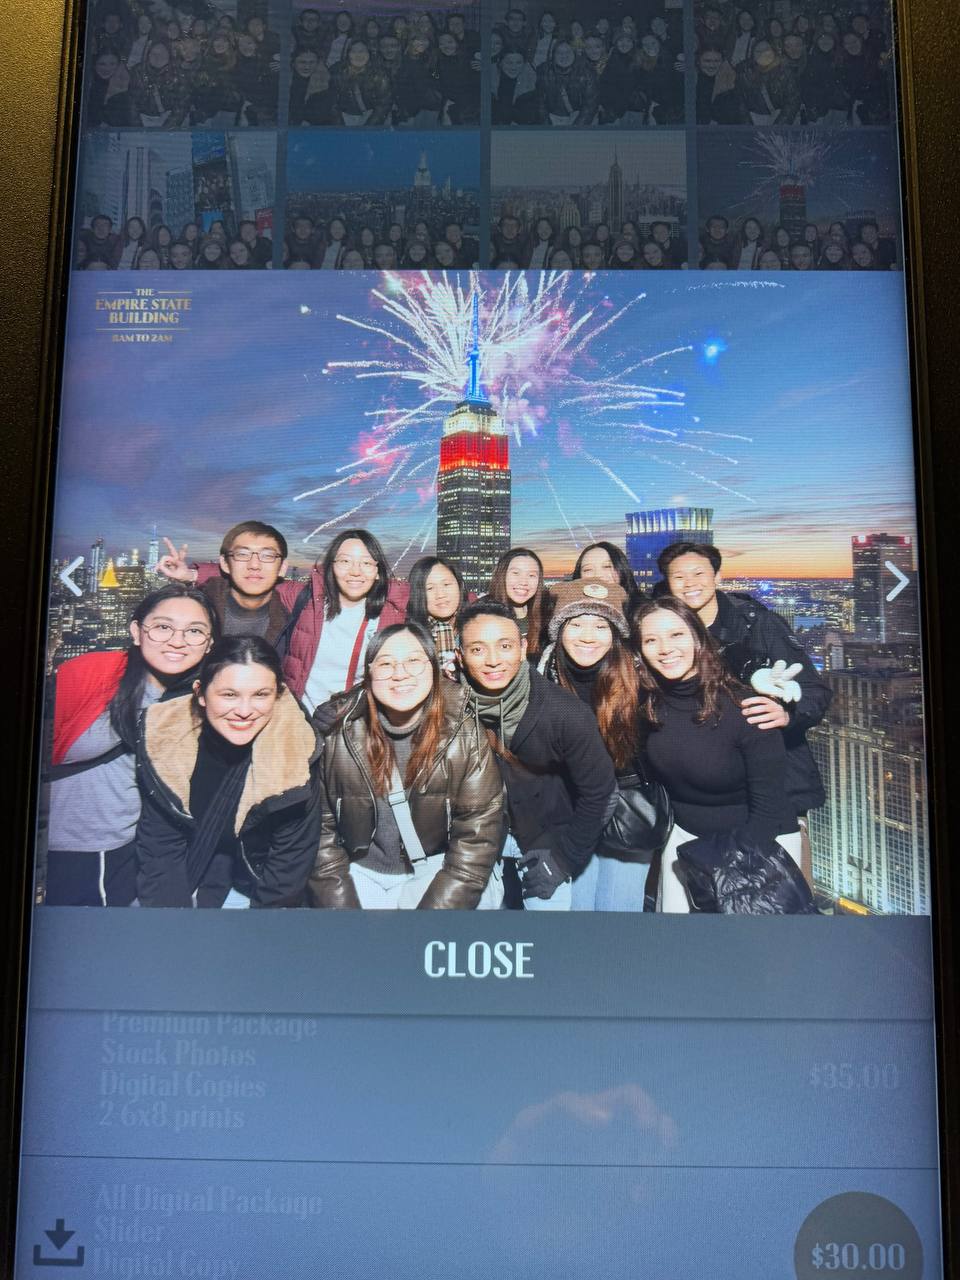 THE
EMPIRE STATE
BUILDING
8AM TO 2AM
CLOSE
Premium Package
Stock Photos
Digital Copies
2 6x8 prints
$35.00
All Digital Package
Slider
Digital Copy
$30.00